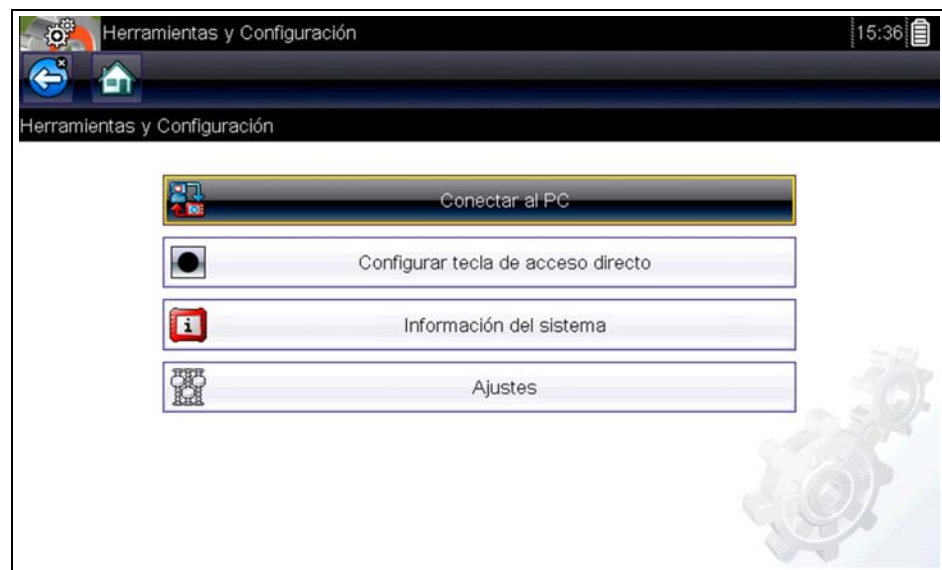 Herramientas y Configuración
15:36
Herramientas y Configuración
Conectar al PC
Configurar tecla de acceso directo
Información del sistema
Ajustes